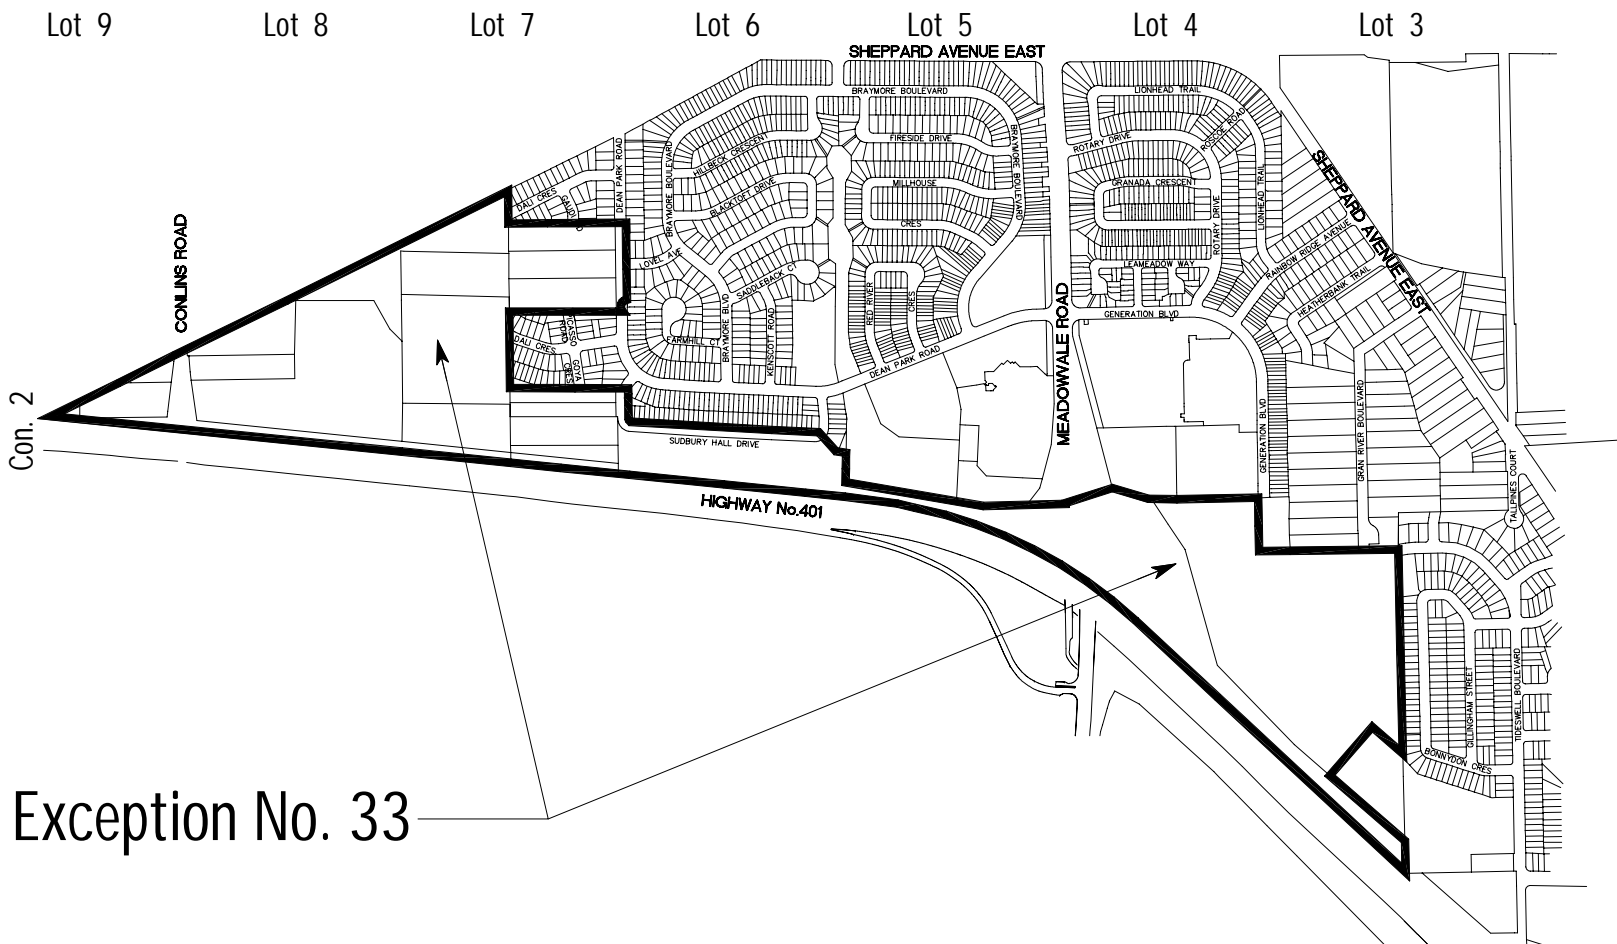 Lot 9
Lot 8
Lot 7
Lot 6
Lot 5
Lot 4
Lot 3
SHEPPARD AVENUE EAST
BRAYMORE BOULEVARD
LIONHEAD TRAIL
ROSCOE ROAD
FIRESIDE DRIVE
BRAYMORE BOULEVARD
ROTARY DRIVE
HILLBECK CRESCENT
DEAN PARK ROAD
BRAYMORE BOULEVARD
BLACKTOFT DRIVE
MILLHOUSE
CRES
GRANADA CRESCENT
ROTARY DRIVE
LIONHEAD TRAIL
SHEPPARD AVENUE EAST
DALI CRES
GAUDI
CONLINS ROAD
LOVEL AVE
SADDLEBACK CT
LEAMEADOW WAY
RAINBOW RIDGE AVENUE
HEATHERBANK TRAIL
RED RIVER
CRES
BRAYMORE BLVD
KENSCOTT ROAD
MEADOWVALE ROAD
GENERATION BLVD
PICASSO
ROAD
DALI CRES
GOYA
CRES
FARMHILL CT
DEAN PARK ROAD
GENERATION BLVD
GRAN RIVER BOULEVARD
Con. 2
SUDBURY HALL DRIVE
TALLPINES COURT
HIGHWAY No.401
GILLINGHAM STREET
TIDESWELL BOULEVARD
BONNYDON CRES
Exception No. 33